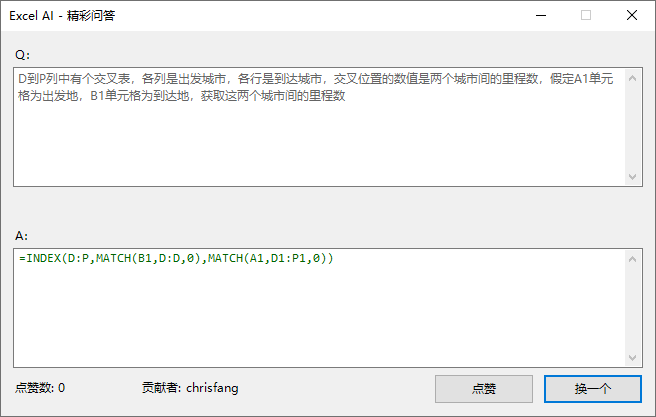 Excel AI - 精彩问答
Q:
D到P列中有个交叉表，各列是出发城市，各行是到达城市，交叉位置的数值是两个城市间的里程数，假定A1单元
格为出发地，B1单元格为到达地，获取这两个城市间的里程数
A:
=INDEX(D:P,MATCH(B1,D:D,0),MATCH(A1,D1:P1,0))
点赞数: 0 贡献者: chrisfang 点赞 换一个